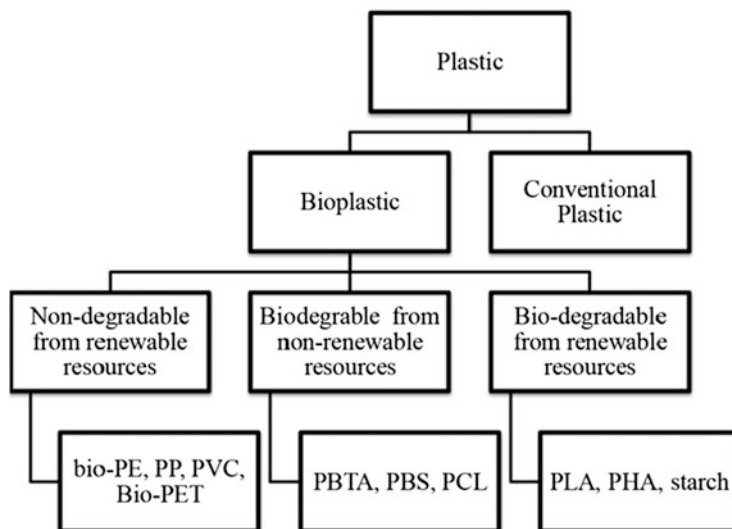 Plastic
Bioplastic
Conventional
Plastic
Non-degradable
from renewable
resources
Biodegrable from
non-renewable
resources
Bio-degradable
from renewable
resources
bio-PE, PP, PVC,
Bio-PET
PBTA, PBS, PCL
PLA, PHA, starch